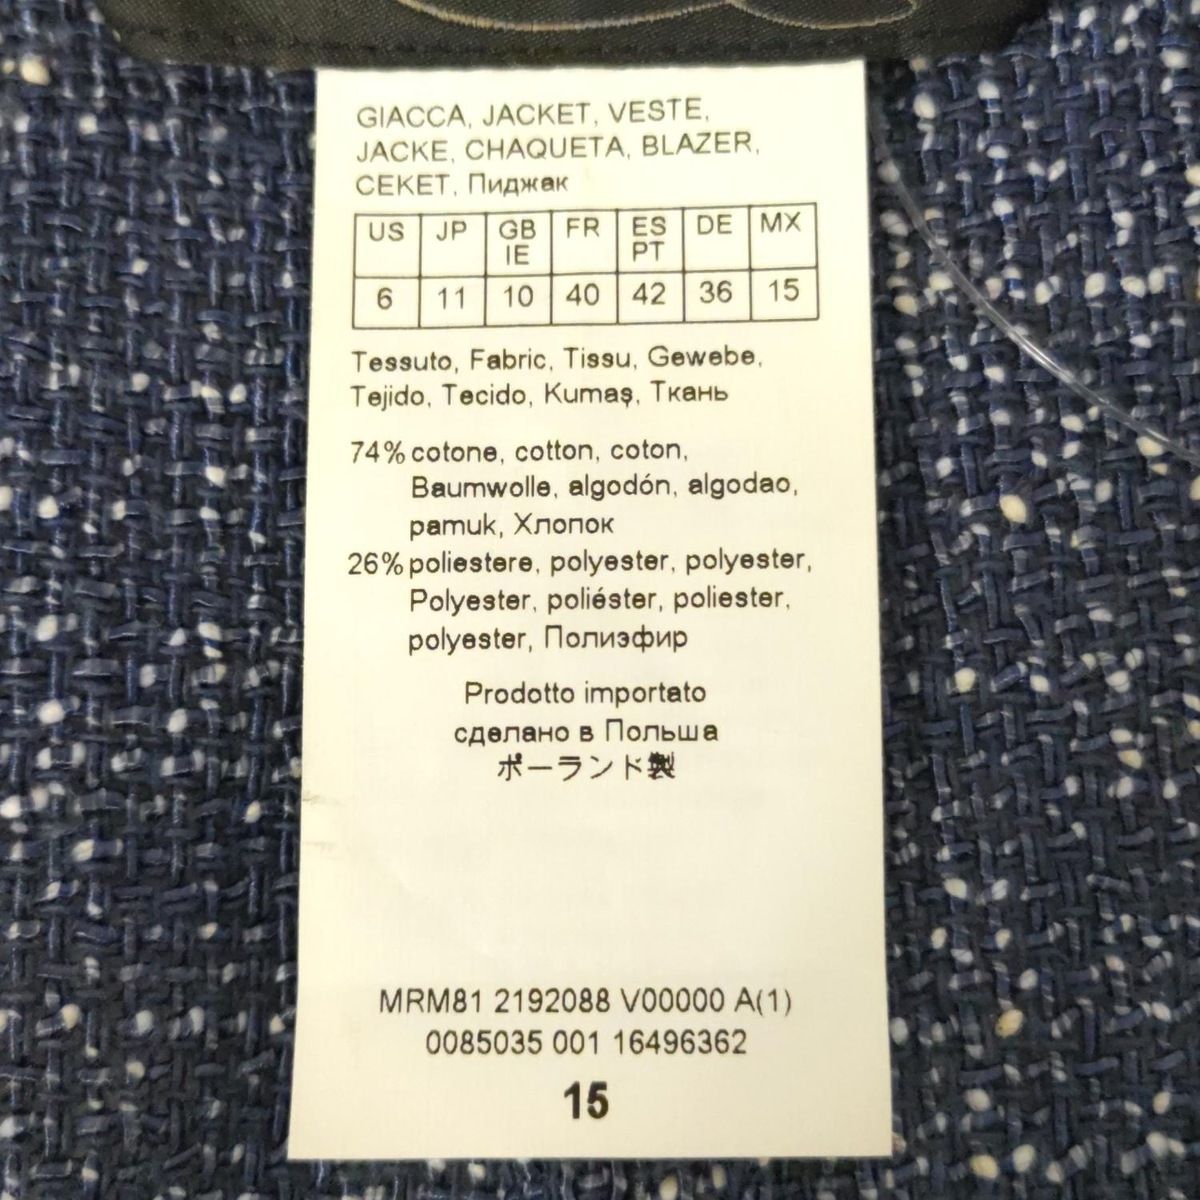 GIACCA, JACKET, VESTE,
JACKE, CHAQUETA, BLAZER,
CEKET, Пиджак
US JP GB IE FR ES PT DE MX
6 11 10 40 42 36 15
Tessuto, Fabric, Tissu, Gewebe,
Tejido, Tecido, Kumaş, Ткань
74% cotone, cotton, coton,
Baumwolle, algodón, algodao,
pamuk, Хлопок
26% poliestere, polyester, polyester,
Polyester, poliéster, poliester,
polyester, Полиэфир
Prodotto importato
сделано в Польша
ポーランド製
MRM81 2192088 V00000 A(1)
0085035 001 16496362
15